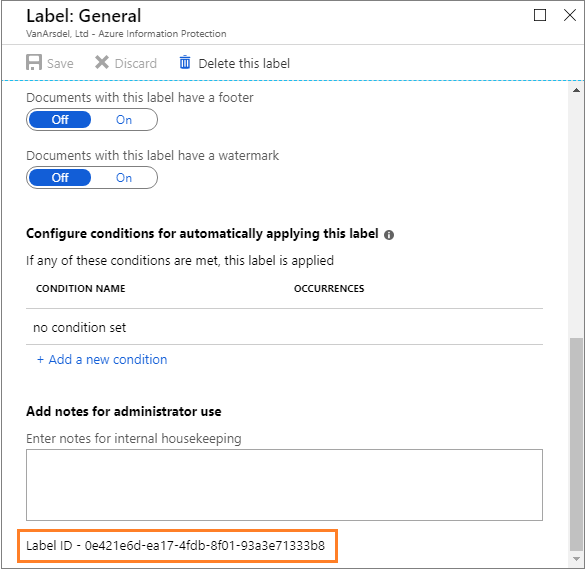 Label: General
VanArsdel, Ltd - Azure Information Protection
Save Discard Delete this label
Documents with this label have a footer
Off On
Documents with this label have a watermark
Off On
Configure conditions for automatically applying this label
If any of these conditions are met, this label is applied
CONDITION NAME OCCURRENCES
no condition set
+ Add a new condition
Add notes for administrator use
Enter notes for internal housekeeping
Label ID - 0e421e6d-ea17-4fdb-8f01-93a3e71333b8